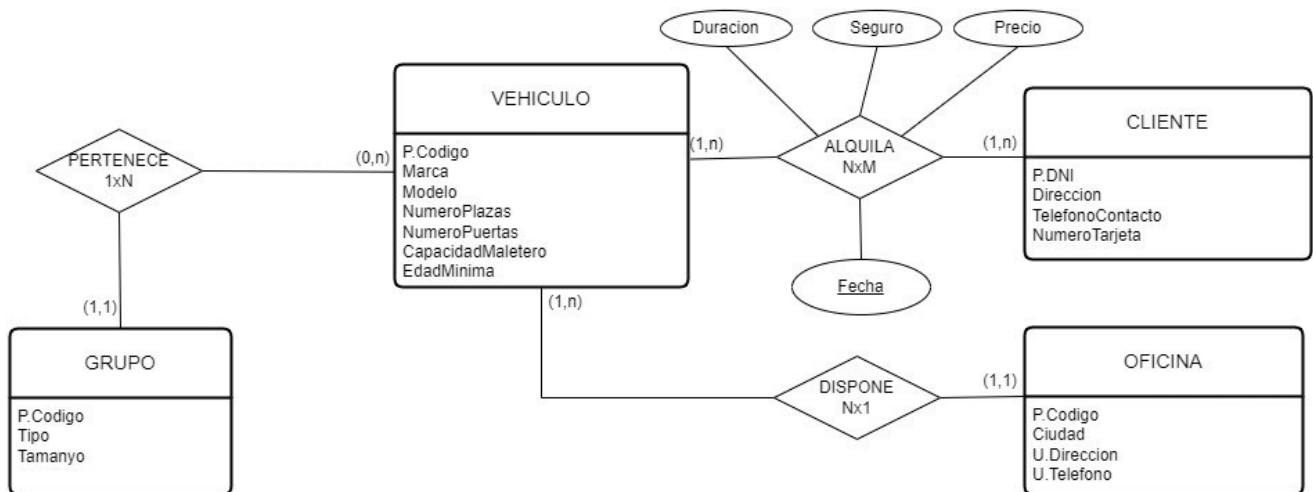 Duracion
Seguro
Precio
VEHICULO
P.Codigo
Marca
Modelo
NumeroPlazas
NumeroPuertas
CapacidadMaletero
EdadMinima
PERTENECE
1xN
(0,n)
(1,n)
ALQUILA
NxM
(1,n)
CLIENTE
P.DNI
Direccion
TelefonoContacto
NumeroTarjeta
Fecha
(1,1)
(1,n)
GRUPO
P.Codigo
Tipo
Tamanyo
DISPONE
Nx1
(1,1)
OFICINA
P.Codigo
Ciudad
U.Direccion
U.Telefono